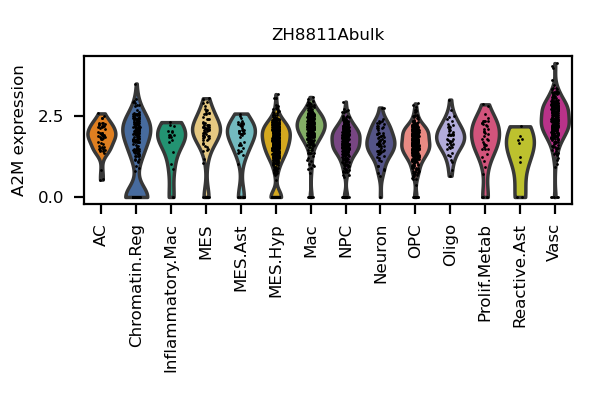 ZH8811Abulk
A2M expression
2.5
0.0
AC
Chromatin.Reg
Inflammatory.Mac
MES
MES.Ast
MES.Hyp
Mac
NPC
Neuron
OPC
Oligo
Prolif.Metab
Reactive.Ast
Vasc